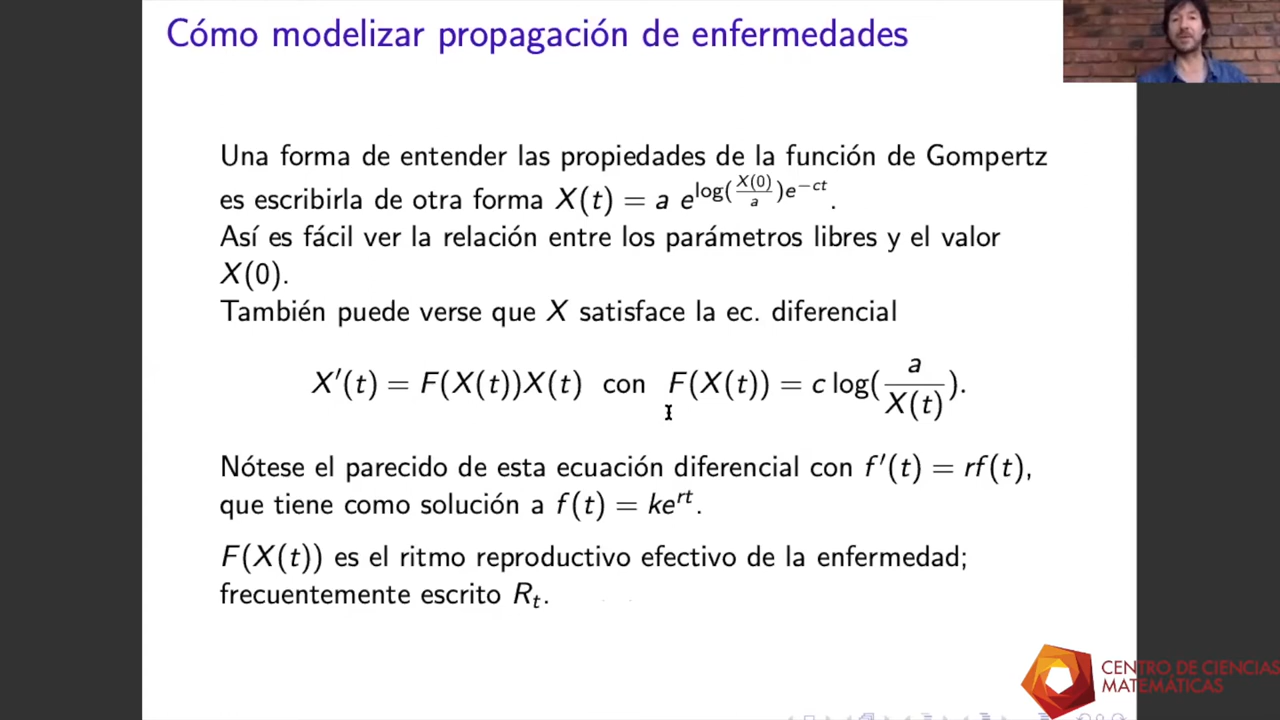 Cómo modelizar propagación de enfermedades
Una forma de entender las propiedades de la función de Gompertz
es escribirla de otra forma X(t) = a e^{log(\frac{X(0)}{a})e^{-ct}}.
Así es fácil ver la relación entre los parámetros libres y el valor
X(0).
También puede verse que X satisface la ec. diferencial
X′(t) = F(X(t))X(t) con F(X(t)) = c log(\frac{a}{X(t)}).
Nótese el parecido de esta ecuación diferencial con f′(t) = rf(t),
que tiene como solución a f(t) = ke^{rt}.
F(X(t)) es el ritmo reproductivo efectivo de la enfermedad;
frecuentemente escrito R_t.
CENTRO DE CIENCIAS
MATEMÁTICAS